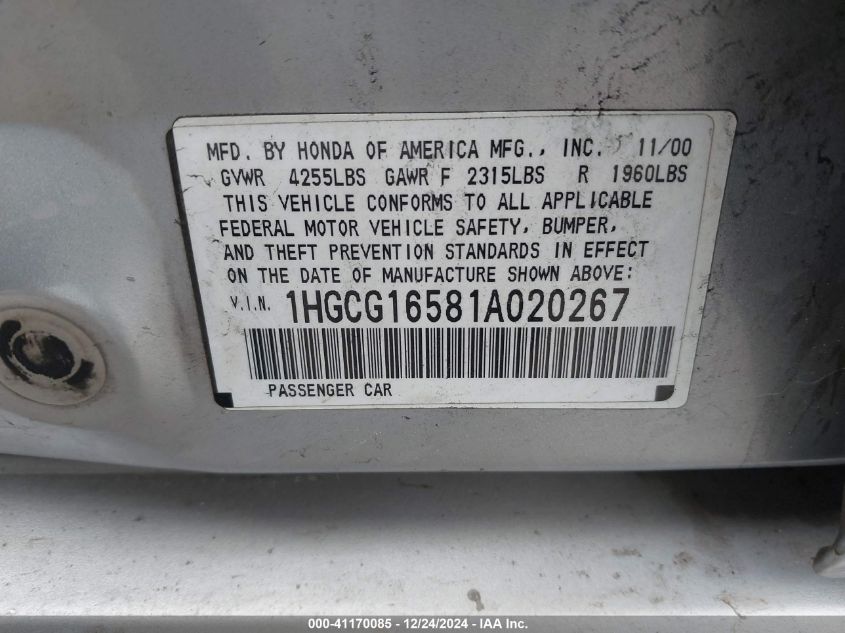 MFD. BY HONDA OF AMERICA MFG., INC. 11/00
GVWR 4255LBS GAWR F 2315LBS R 1960LBS
THIS VEHICLE CONFORMS TO ALL APPLICABLE
FEDERAL MOTOR VEHICLE SAFETY, BUMPER,
AND THEFT PREVENTION STANDARDS IN EFFECT
ON THE DATE OF MANUFACTURE SHOWN ABOVE:
V.I.N. 1HGCG16581A020267
PASSENGER CAR
000-41170085 - 12/24/2024 - IAA Inc.